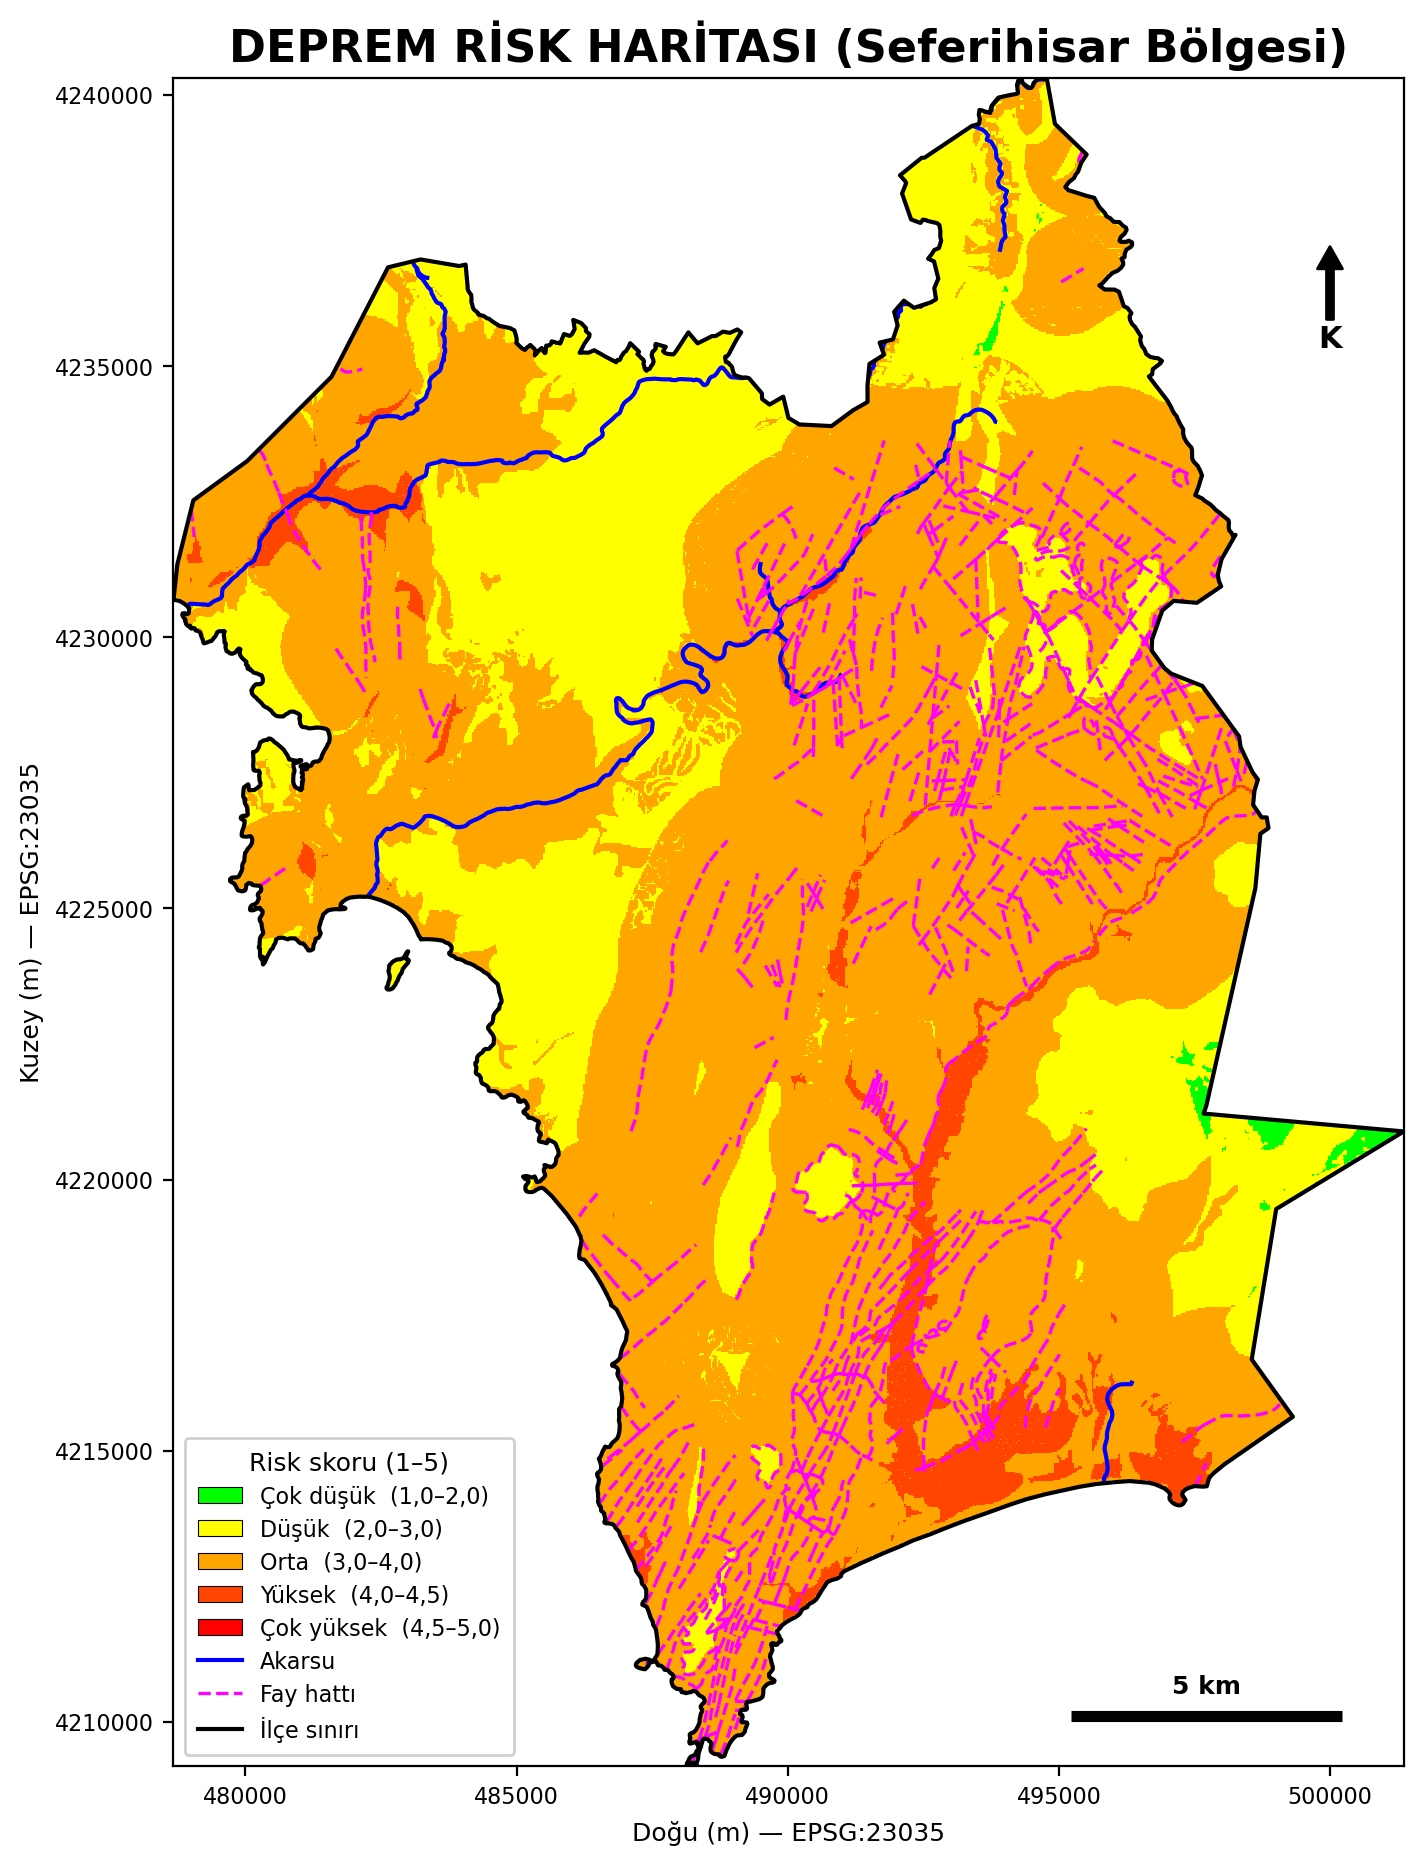 DEPREM RİSK HARİTASI (Seferihisar Bölgesi)
4240000
4235000
4230000
4225000
4220000
4215000
4210000
Kuzey (m) — EPSG:23035
K
Risk skoru (1–5)
Çok düşük (1,0–2,0)
Düşük (2,0–3,0)
Orta (3,0–4,0)
Yüksek (4,0–4,5)
Çok yüksek (4,5–5,0)
Akarsu
Fay hattı
İlçe sınırı
5 km
480000
485000
490000
495000
500000
Doğu (m) — EPSG:23035